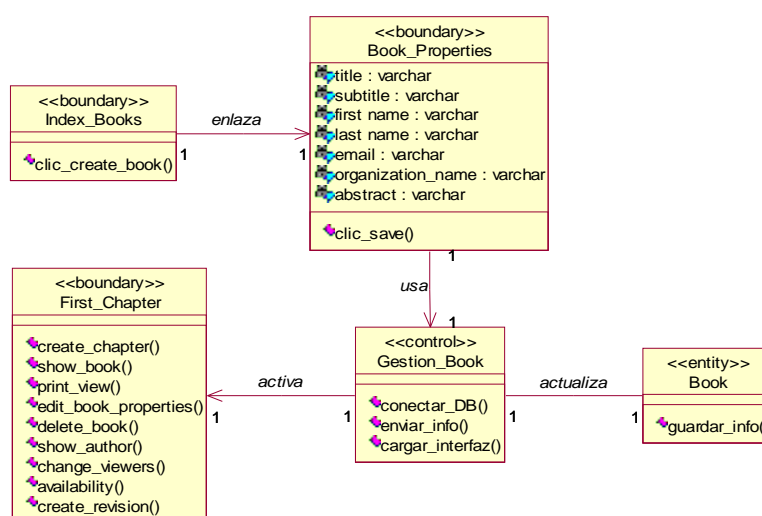 <<boundary>>
Book_Properties
title : varchar
subtitle : varchar
first name : varchar
last name : varchar
email : varchar
organization_name : varchar
abstract : varchar
clic_save()
<<boundary>>
Index_Books
clic_create_book()
enlaza
1
1
1
usa
1
<<boundary>>
First_Chapter
create_chapter()
show_book()
print_view()
edit_book_properties()
delete_book()
show_author()
change_viewers()
availability()
create_revision()
activa
1
1
<<control>>
Gestion_Book
conectar_DB()
enviar_info()
cargar_interfaz()
actualiza
1
1
<<entity>>
Book
guardar_info(